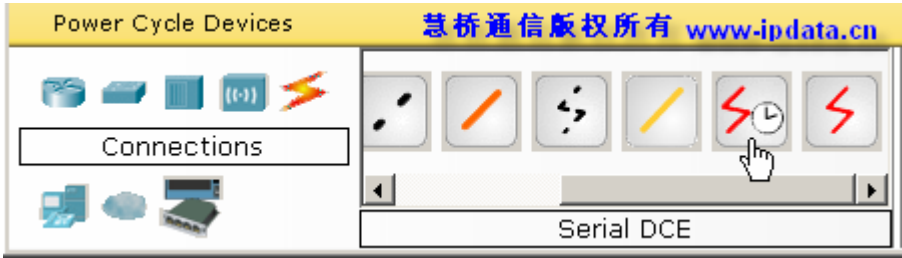 Power Cycle Devices
慧桥通信版权所有 www.ipdata.cn
Connections
Serial DCE